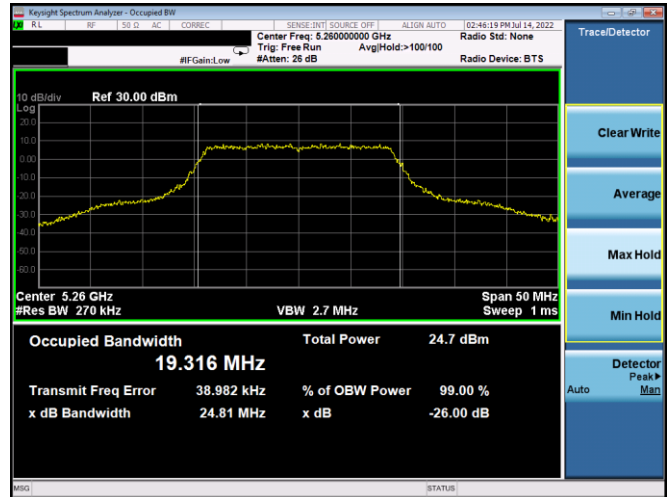 Keysight Spectrum Analyzer - Occupied BW
RL RF 50 Ω AC CORREC SENSE:INT SOURCE OFF ALIGN AUTO 02:46:19 PM Jul 14, 2022
Center Freq: 5.260000000 GHz Radio Std: None
Trig: Free Run Avg|Hold:>100/100
#IFGain:Low #Atten: 26 dB Radio Device: BTS
Trace/Detector
10 dB/div Ref 30.00 dBm
Log
20.0
10.0
0.00
-10.0
-20.0
-30.0
-40.0
-50.0
-60.0
Center 5.26 GHz Span 50 MHz
#Res BW 270 kHz VBW 2.7 MHz Sweep 1 ms
Occupied Bandwidth Total Power 24.7 dBm
19.316 MHz
Transmit Freq Error 38.982 kHz % of OBW Power 99.00 %
x dB Bandwidth 24.81 MHz x dB -26.00 dB
Clear Write
Average
Max Hold
Min Hold
Detector
Peak▶
Auto Man
MSG STATUS